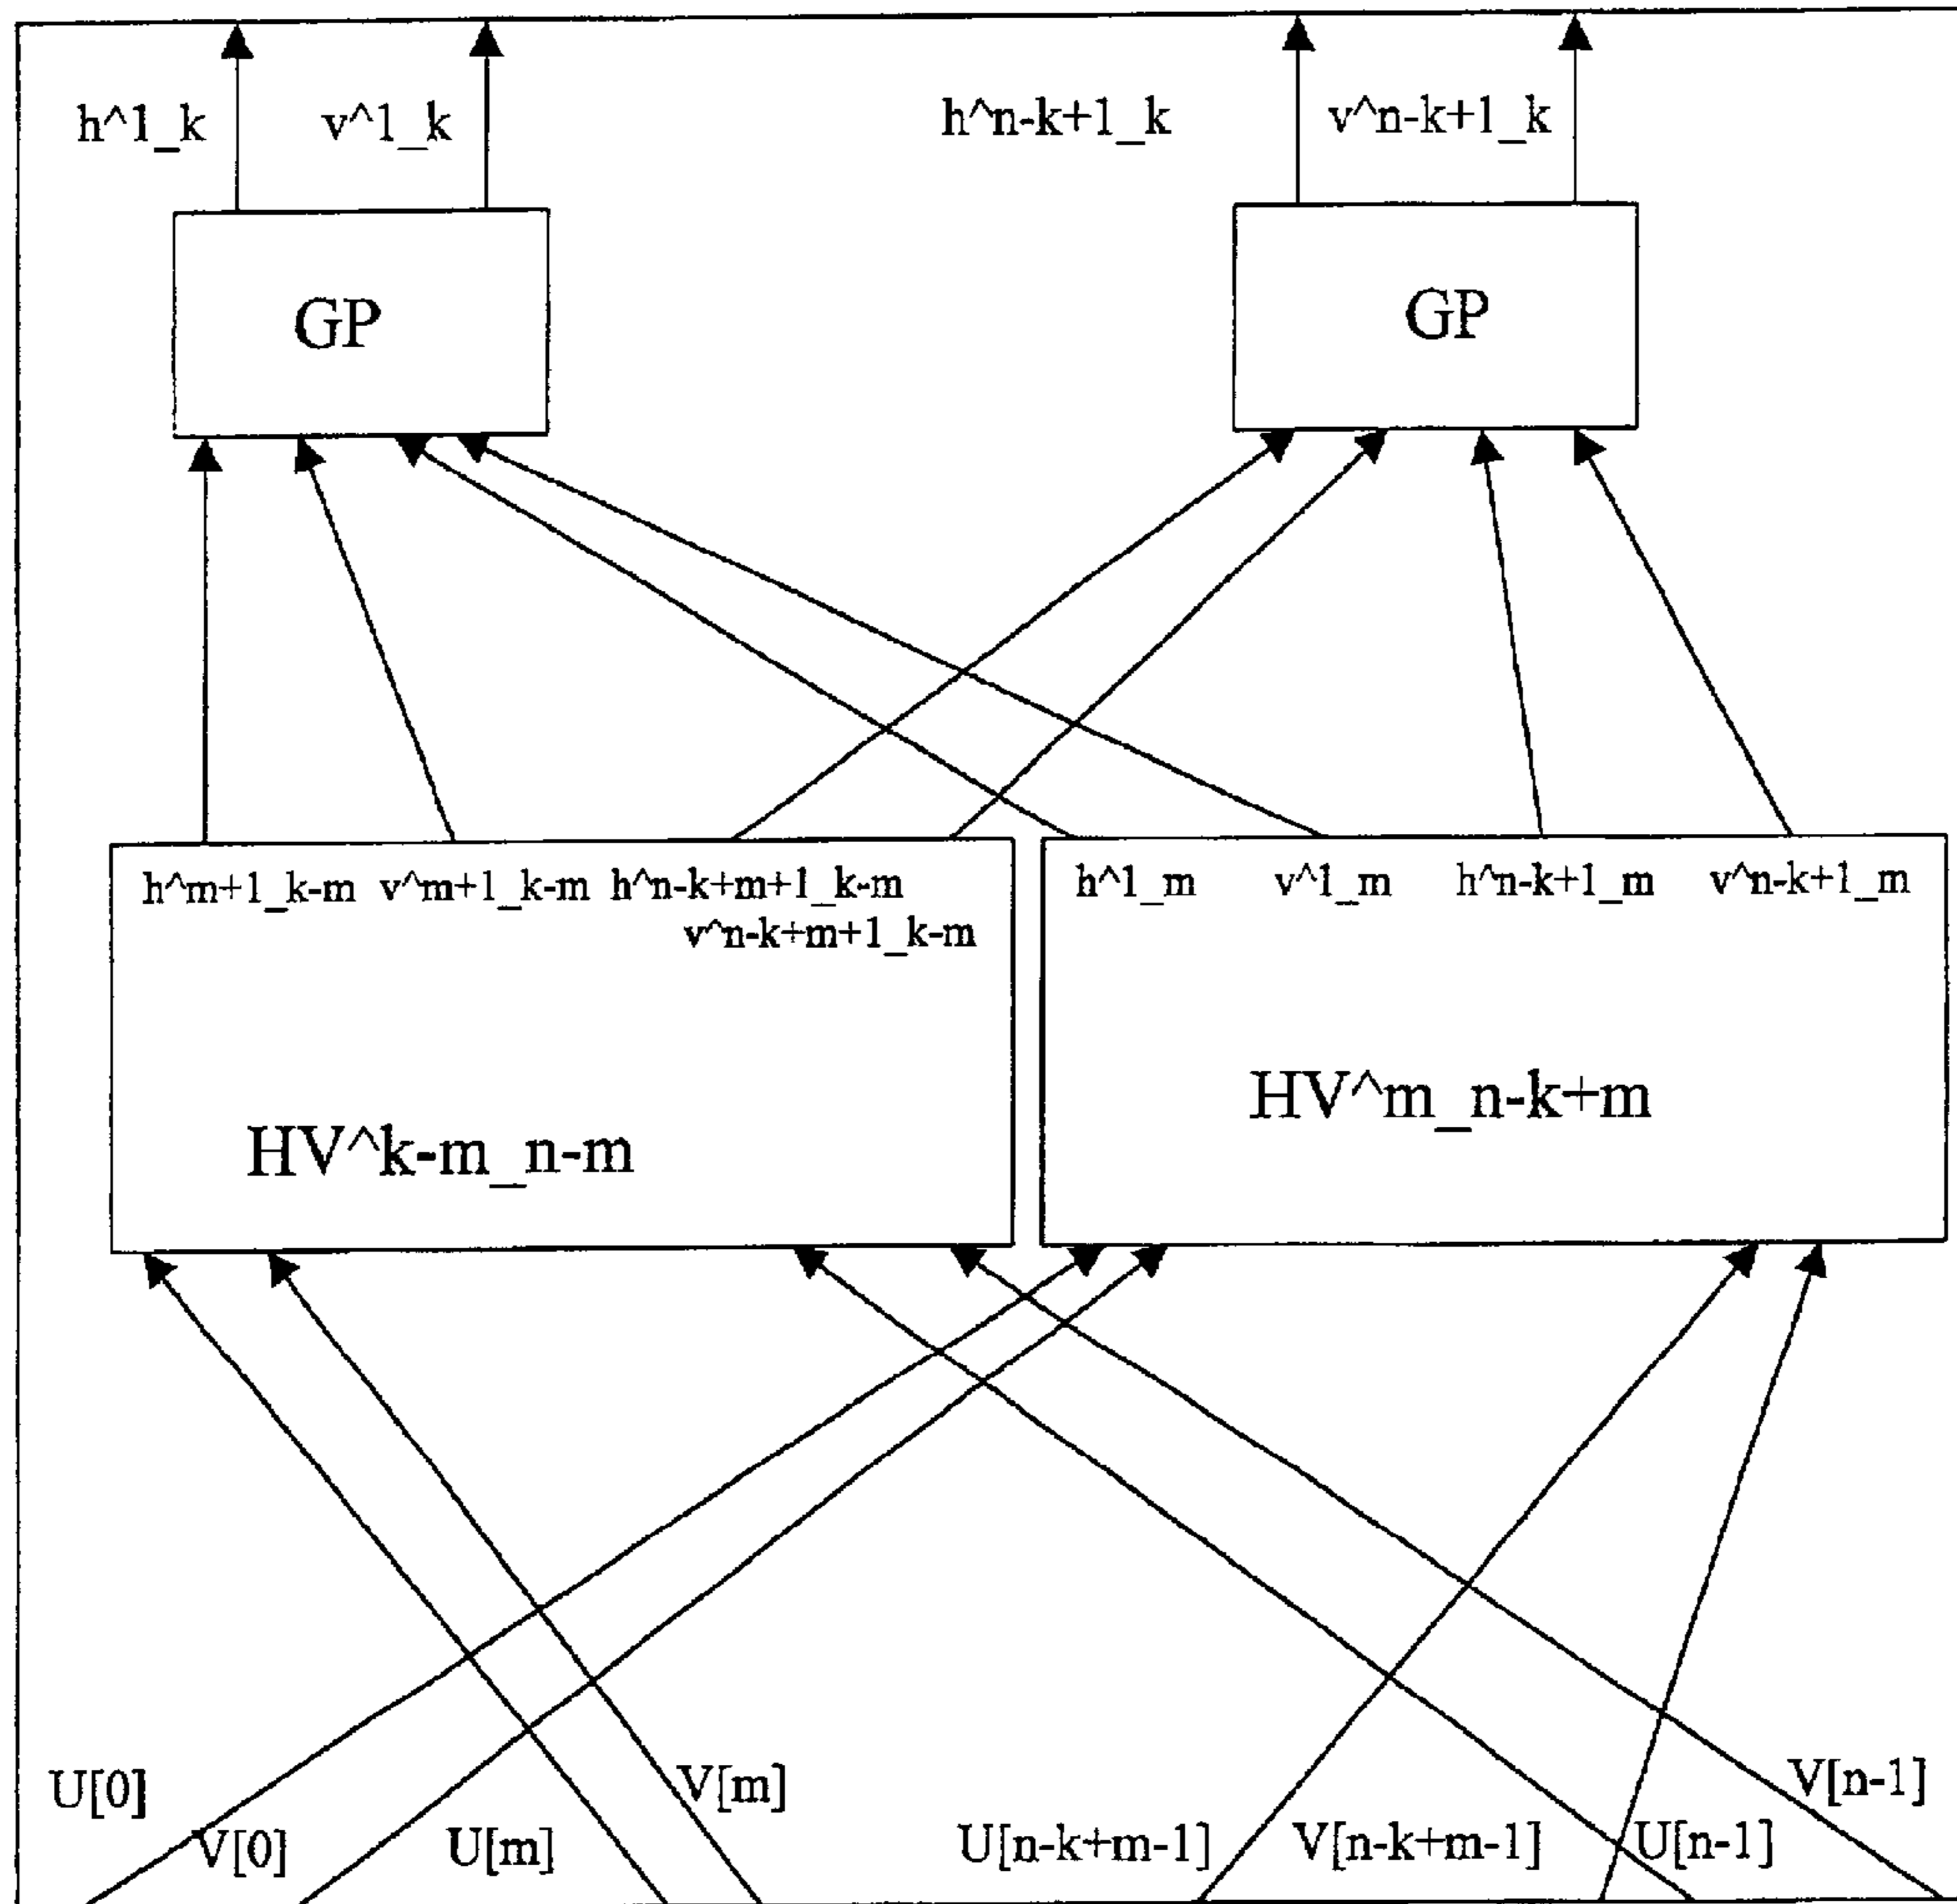 h^1_k v^1_k h^n-k+1_k v^n-k+1_k
GP GP
h^m+1_k-m v^m+1_k-m h^n-k+m+1_k-m
v^n-k+m+1_k-m
h^1_m v^1_m h^n-k+1_m v^n-k+1_m
HV^k-m_n-m
HV^m_n-k+m
U[0] V[m] V[n-1]
V[0] U[m] U[n-k+m-1] V[n-k+m-1] U[n-1]